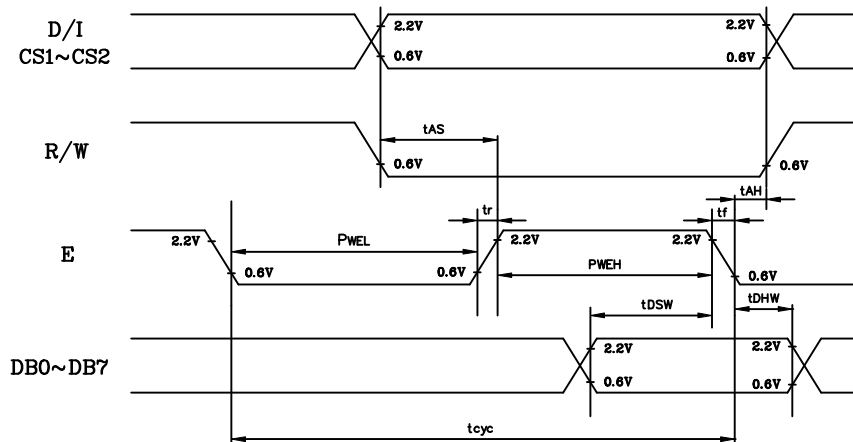 D/I
CS1~CS2
2.2V 2.2V
0.6V 0.6V
R/W
tAS
0.6V 0.6V
tAH
tr tf
E
2.2V PWEL 2.2V 2.2V
0.6V 0.6V PWEH 0.6V
tDSW tDHW
DB0~DB7
2.2V 2.2V
0.6V 0.6V
tcyc